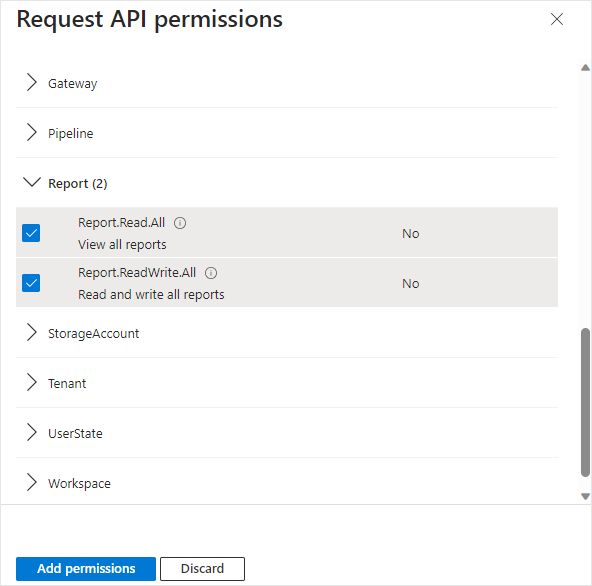 Request API permissions
Gateway
Pipeline
Report (2)
Report.Read.All
View all reports
No
Report.ReadWrite.All
Read and write all reports
No
StorageAccount
Tenant
UserState
Workspace
Add permissions
Discard